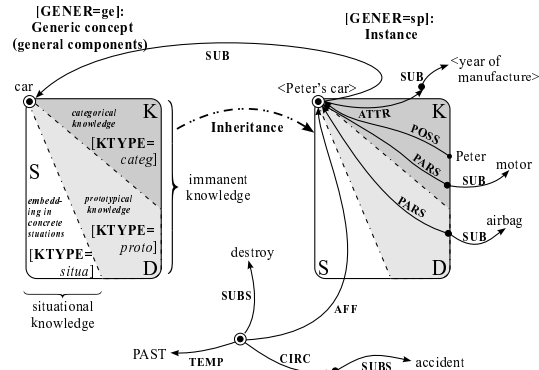 [GENER=ge]:
Generic concept
(general components)
[GENER=sp]:
Instance
SUB
car
<Peter's car>
SUB
<year of
manufacture>
categorical
knowledge
K
[KTYPE=
categ]
Inheritance
ATTR
K
POSS
Peter
PARS
SUB
motor
S
immanent
knowledge
embedd-
ing in
concrete
stuations
prototypical
knowledge
[KTYPE=
proto]
PARS
airbag
SUB
[KTYPE=
situa]
D
S
D
situational
knowledge
destroy
SUBS
AFF
PAST
TEMP
CIRC
SUBS
accident